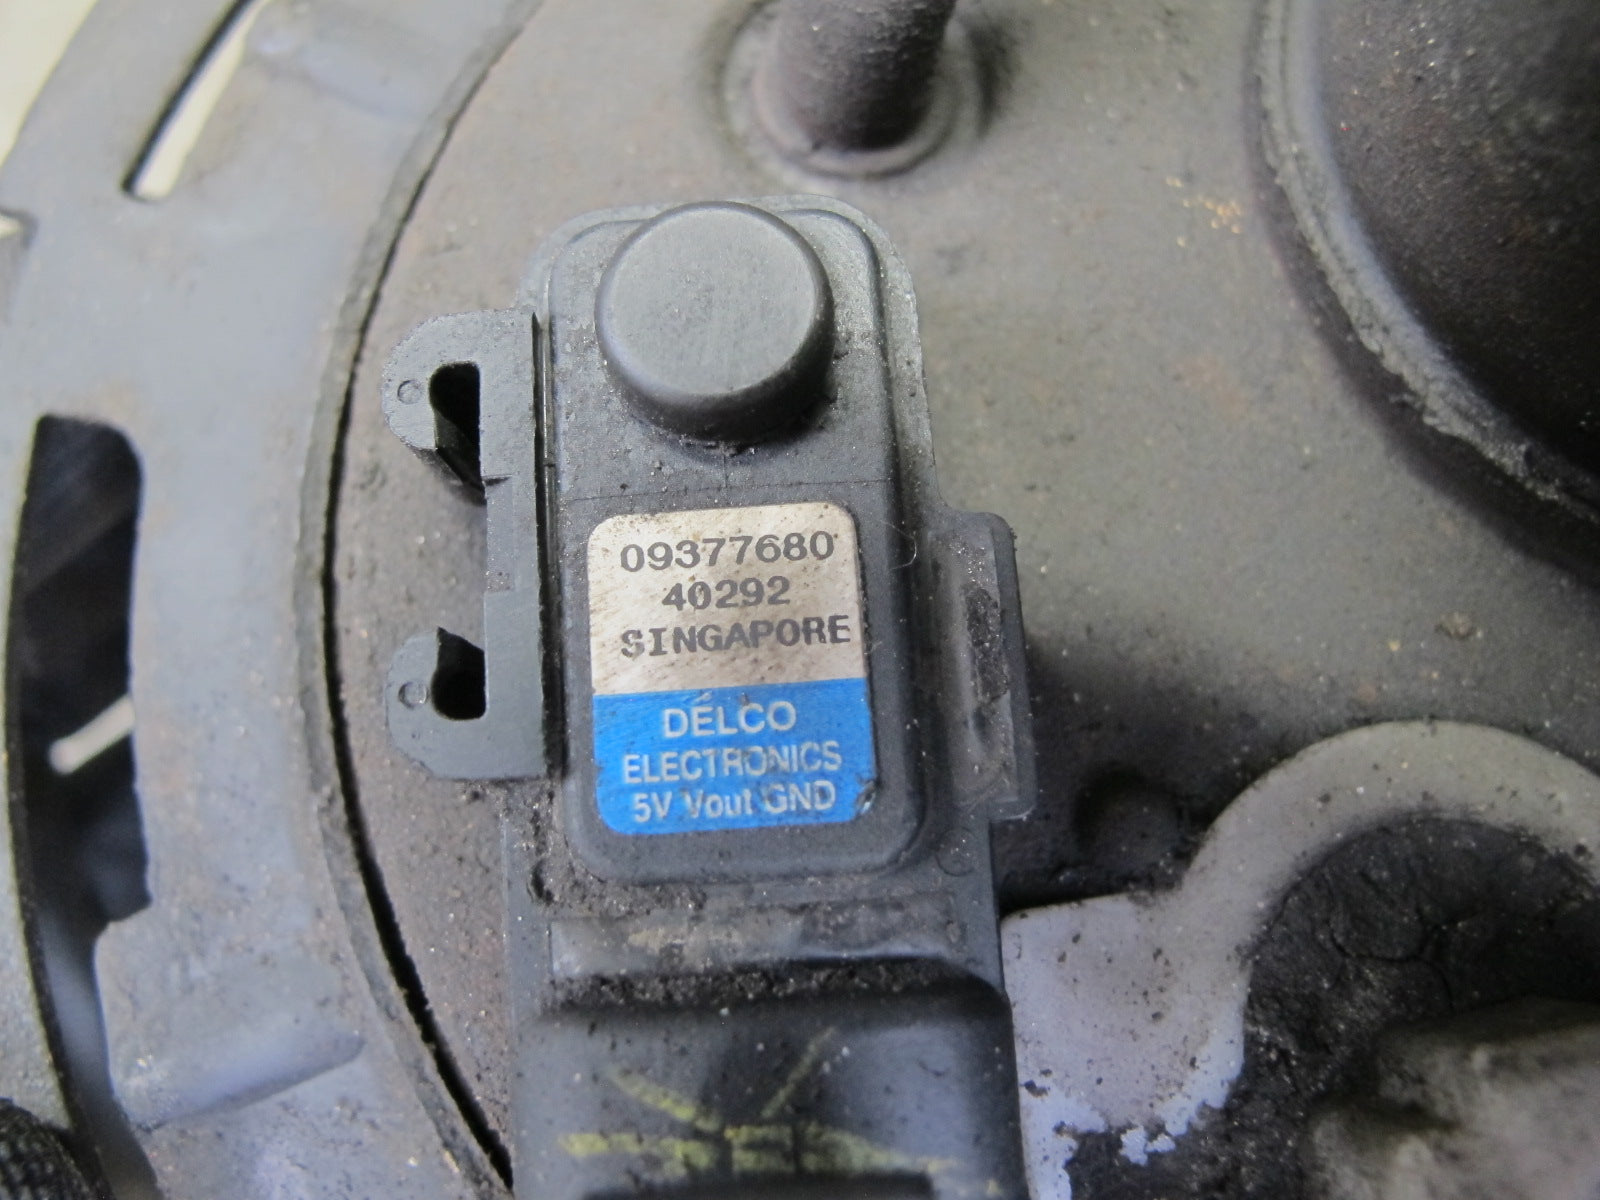 09377680
40292
SINGAPORE
DELCO
ELECTRONICS
5V Vout GND